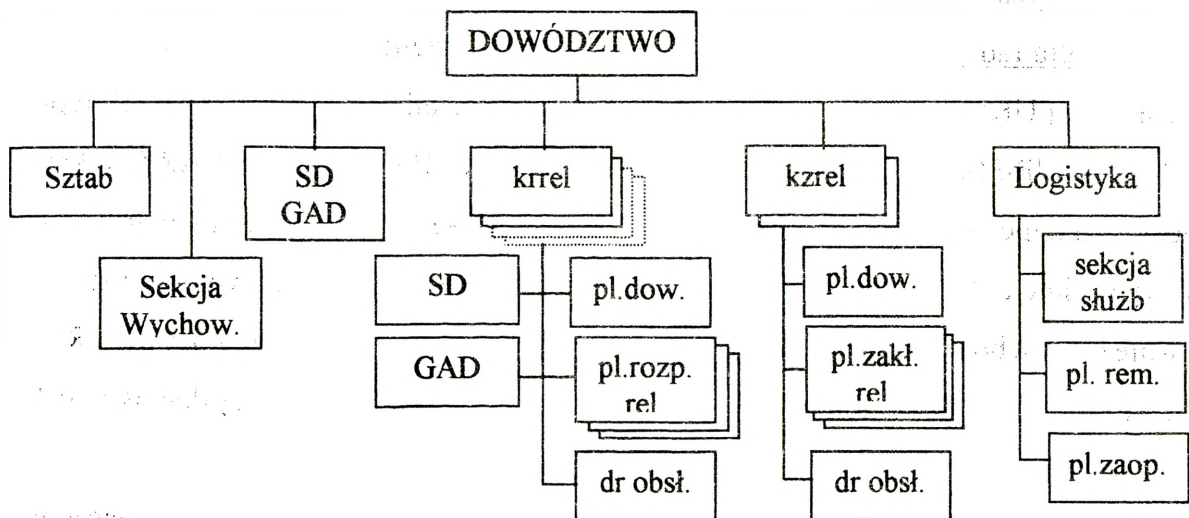 DOWÓDZTWO
Sztab
SD
GAD
krrel
kzrel
Logistyka
Sekcja
Wychow.
SD
GAD
pl.dow.
pl.rozp.
rel
dr obsł.
pl.dow.
pl.zakł.
rel
dr obsł.
sekcja
służb
pl. rem.
pl.zaop.